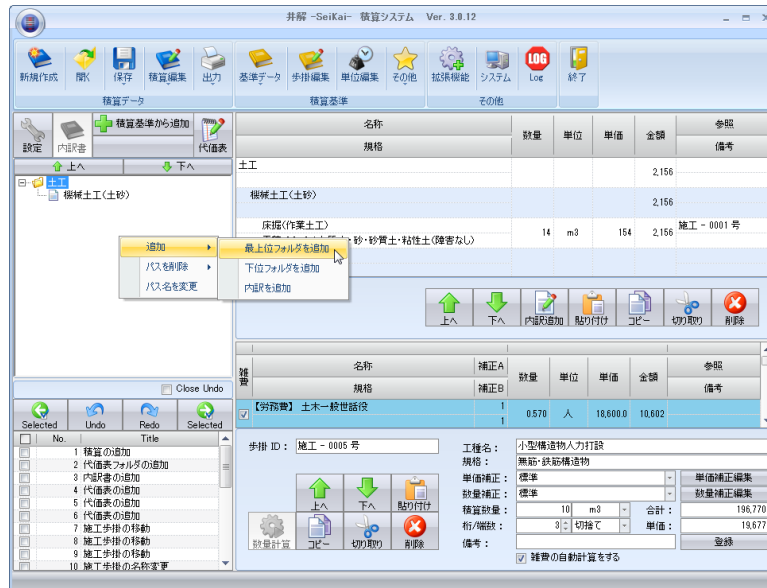 井解 -SeiKai- 積算システム Ver. 3.0.12
新規作成 開く 保存 積算編集 出力 基準データ 歩掛編集 単位編集 その他 拡張機能 システム Log 終了
積算データ 積算基準 その他
設定 内訳書 積算基準から追加 代価表
上へ 下へ
土工
機械土工(土砂)
追加
パスを削除
パス名を変更
最上位フォルダを追加
下位フォルダを追加
内訳を追加
Close Undo
Selected Undo Redo Selected
No. Title
1 積算の追加
2 代価表フォルダの追加
3 内訳書の追加
4 代価表の追加
5 代価表の追加
6 代価表の追加
7 施工歩掛の移動
8 施工歩掛の移動
9 施工歩掛の移動
10 施工歩掛の名称変更
名称 数量 単位 単価 金額 参照
規格 備考
土工
2,156
機械土工(土砂)
2,156
床掘(作業土工) 14 m3 154 2,156 施工 - 0001 号
・砂・砂質土・粘性土(障害なし)
上へ 下へ 内訳追加 貼り付け コピー 切り取り 削除
雑費 名称 補正A 数量 単位 単価 金額 参照
規格 補正B 備考
【労務費】 土木一般世話役 1 0.570 人 18,600.0 10,602
1
歩掛 ID： 施工 - 0005 号
上へ 下へ 貼り付け
数量計算 コピー 切り取り 削除
工種名： 小型構造物人力打設
規格： 無筋・鉄筋構造物
単価補正： 標準 単価補正編集
数量補正： 標準 数量補正編集
積算数量： 10 m3 合計： 196,770
桁/端数： 3 切捨て 単価： 19,677
備考： 登録
雑費の自動計算をする